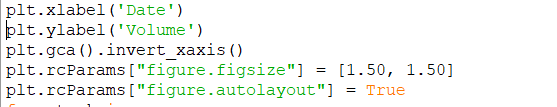 plt.xlabel('Date')
plt.ylabel('Volume')
plt.gca().invert_xaxis()
plt.rcParams["figure.figsize"] = [1.50, 1.50]
plt.rcParams["figure.autolayout"] = True